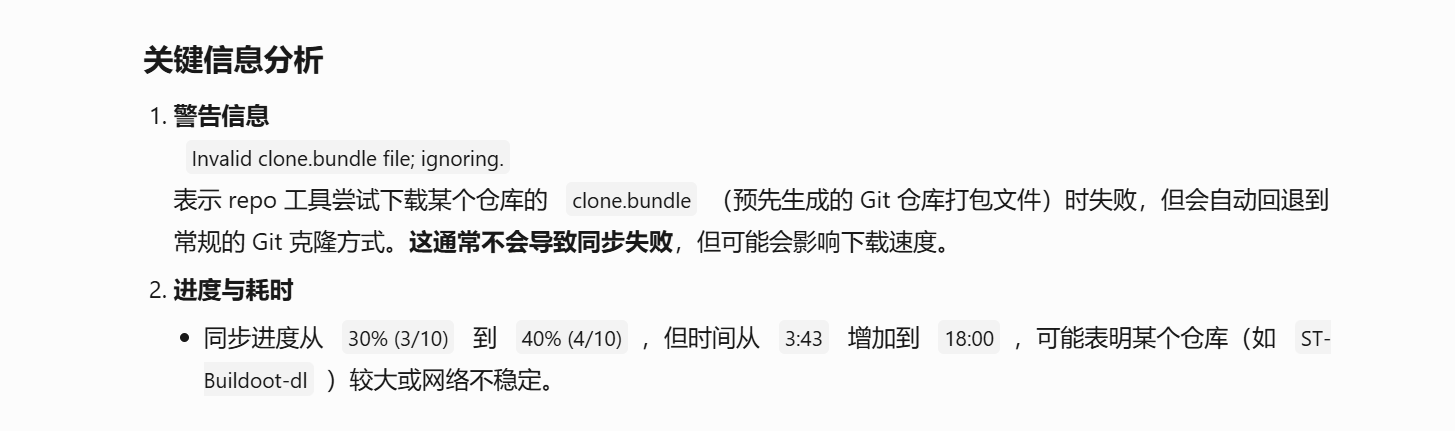 关键信息分析
1. 警告信息
Invalid clone.bundle file; ignoring.
表示 repo 工具尝试下载某个仓库的 clone.bundle （预先生成的 Git 仓库打包文件）时失败，但会自动回退到
常规的 Git 克隆方式。这通常不会导致同步失败，但可能会影响下载速度。
2. 进度与耗时
• 同步进度从 30% (3/10) 到 40% (4/10) ，但时间从 3:43 增加到 18:00 ，可能表明某个仓库（如 ST-
Buildoot-dl ）较大或网络不稳定。